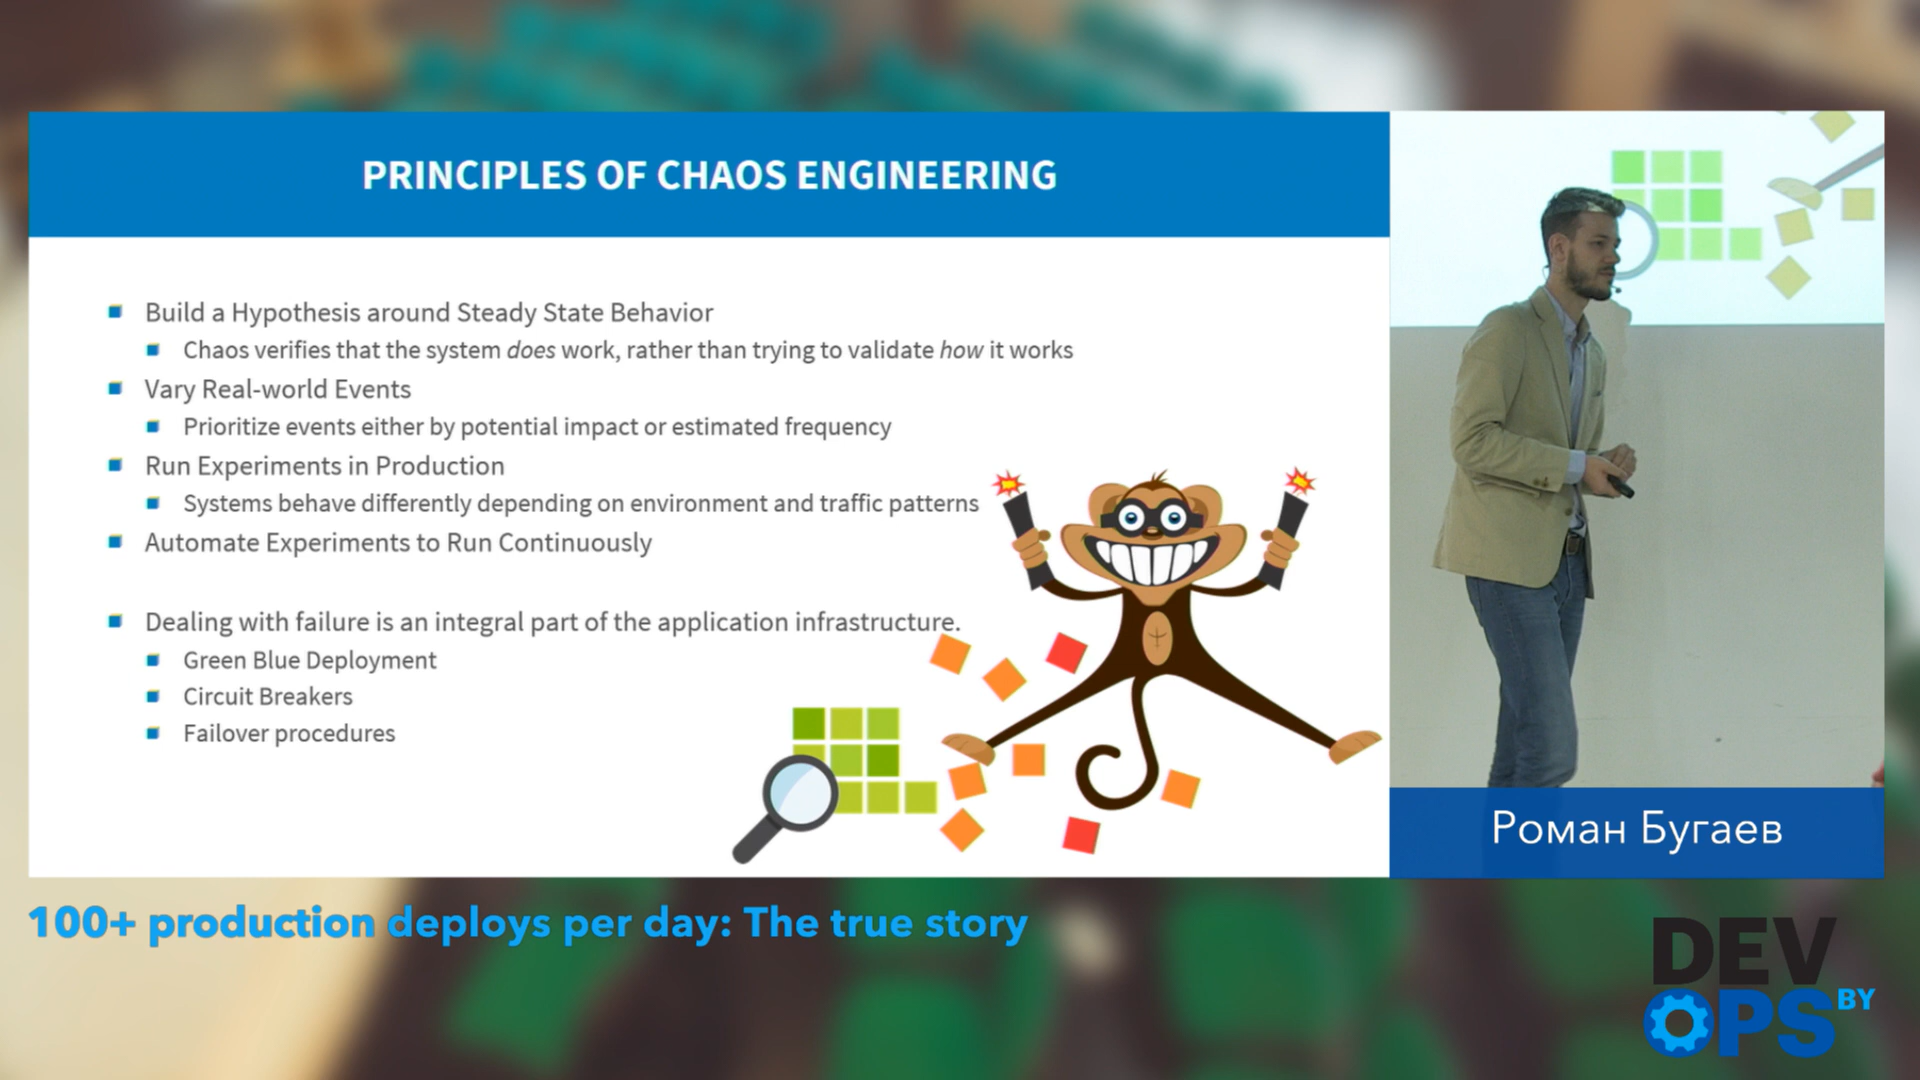 PRINCIPLES OF CHAOS ENGINEERING
Build a Hypothesis around Steady State Behavior
Chaos verifies that the system does work, rather than trying to validate how it works
Vary Real-world Events
Prioritize events either by potential impact or estimated frequency
Run Experiments in Production
Systems behave differently depending on environment and traffic patterns
Automate Experiments to Run Continuously
Dealing with failure is an integral part of the application infrastructure.
Green Blue Deployment
Circuit Breakers
Failover procedures
Роман Бугаев
100+ production deploys per day: The true story
DEV
OPS BY